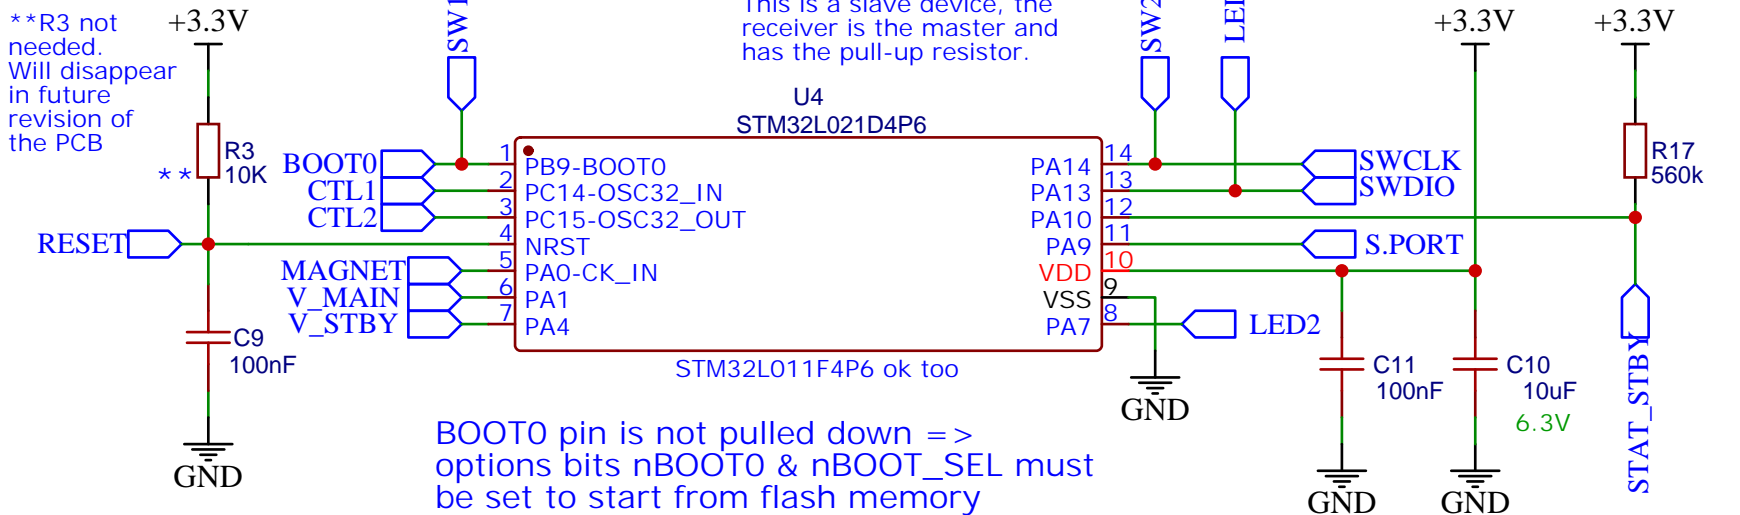 **R3 not
needed.
Will disappear
in future
revision of
the PCB
+3.3V
SW1
This is a slave device, the
receiver is the master and
has the pull-up resistor.
SW2
+3.3V
+3.3V
U4
STM32L021D4P6
R3
10K
**
R17
560k
BOOT0
CTL1
CTL2
RESET
MAGNET
V_MAIN
V_STBY
1
2
3
4
5
6
7
PB9-BOOT0
PC14-OSC32_IN
PC15-OSC32_OUT
NRST
PA0-CK_IN
PA1
PA4
PA14
PA13
PA10
PA9
VDD
VSS
PA7
14
13
12
11
10
9
8
SWCLK
SWDIO
S.PORT
LED2
STM32L011F4P6 ok too
C9
100nF
GND
GND
C11
100nF
C10
10uF
6.3V
STAT_STBY
BOOT0 pin is not pulled down =>
options bits nBOOT0 & nBOOT_SEL must
be set to start from flash memory
GND
GND